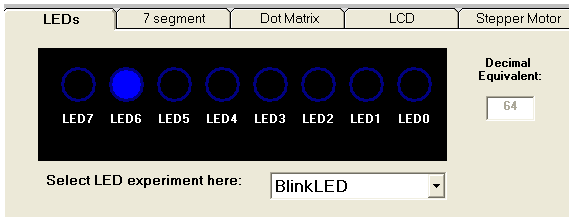 LEDs 7 segment Dot Matrix LCD Stepper Motor
Decimal
Equivalent:
64
LED7 LED6 LED5 LED4 LED3 LED2 LED1 LED0
Select LED experiment here: BlinkLED